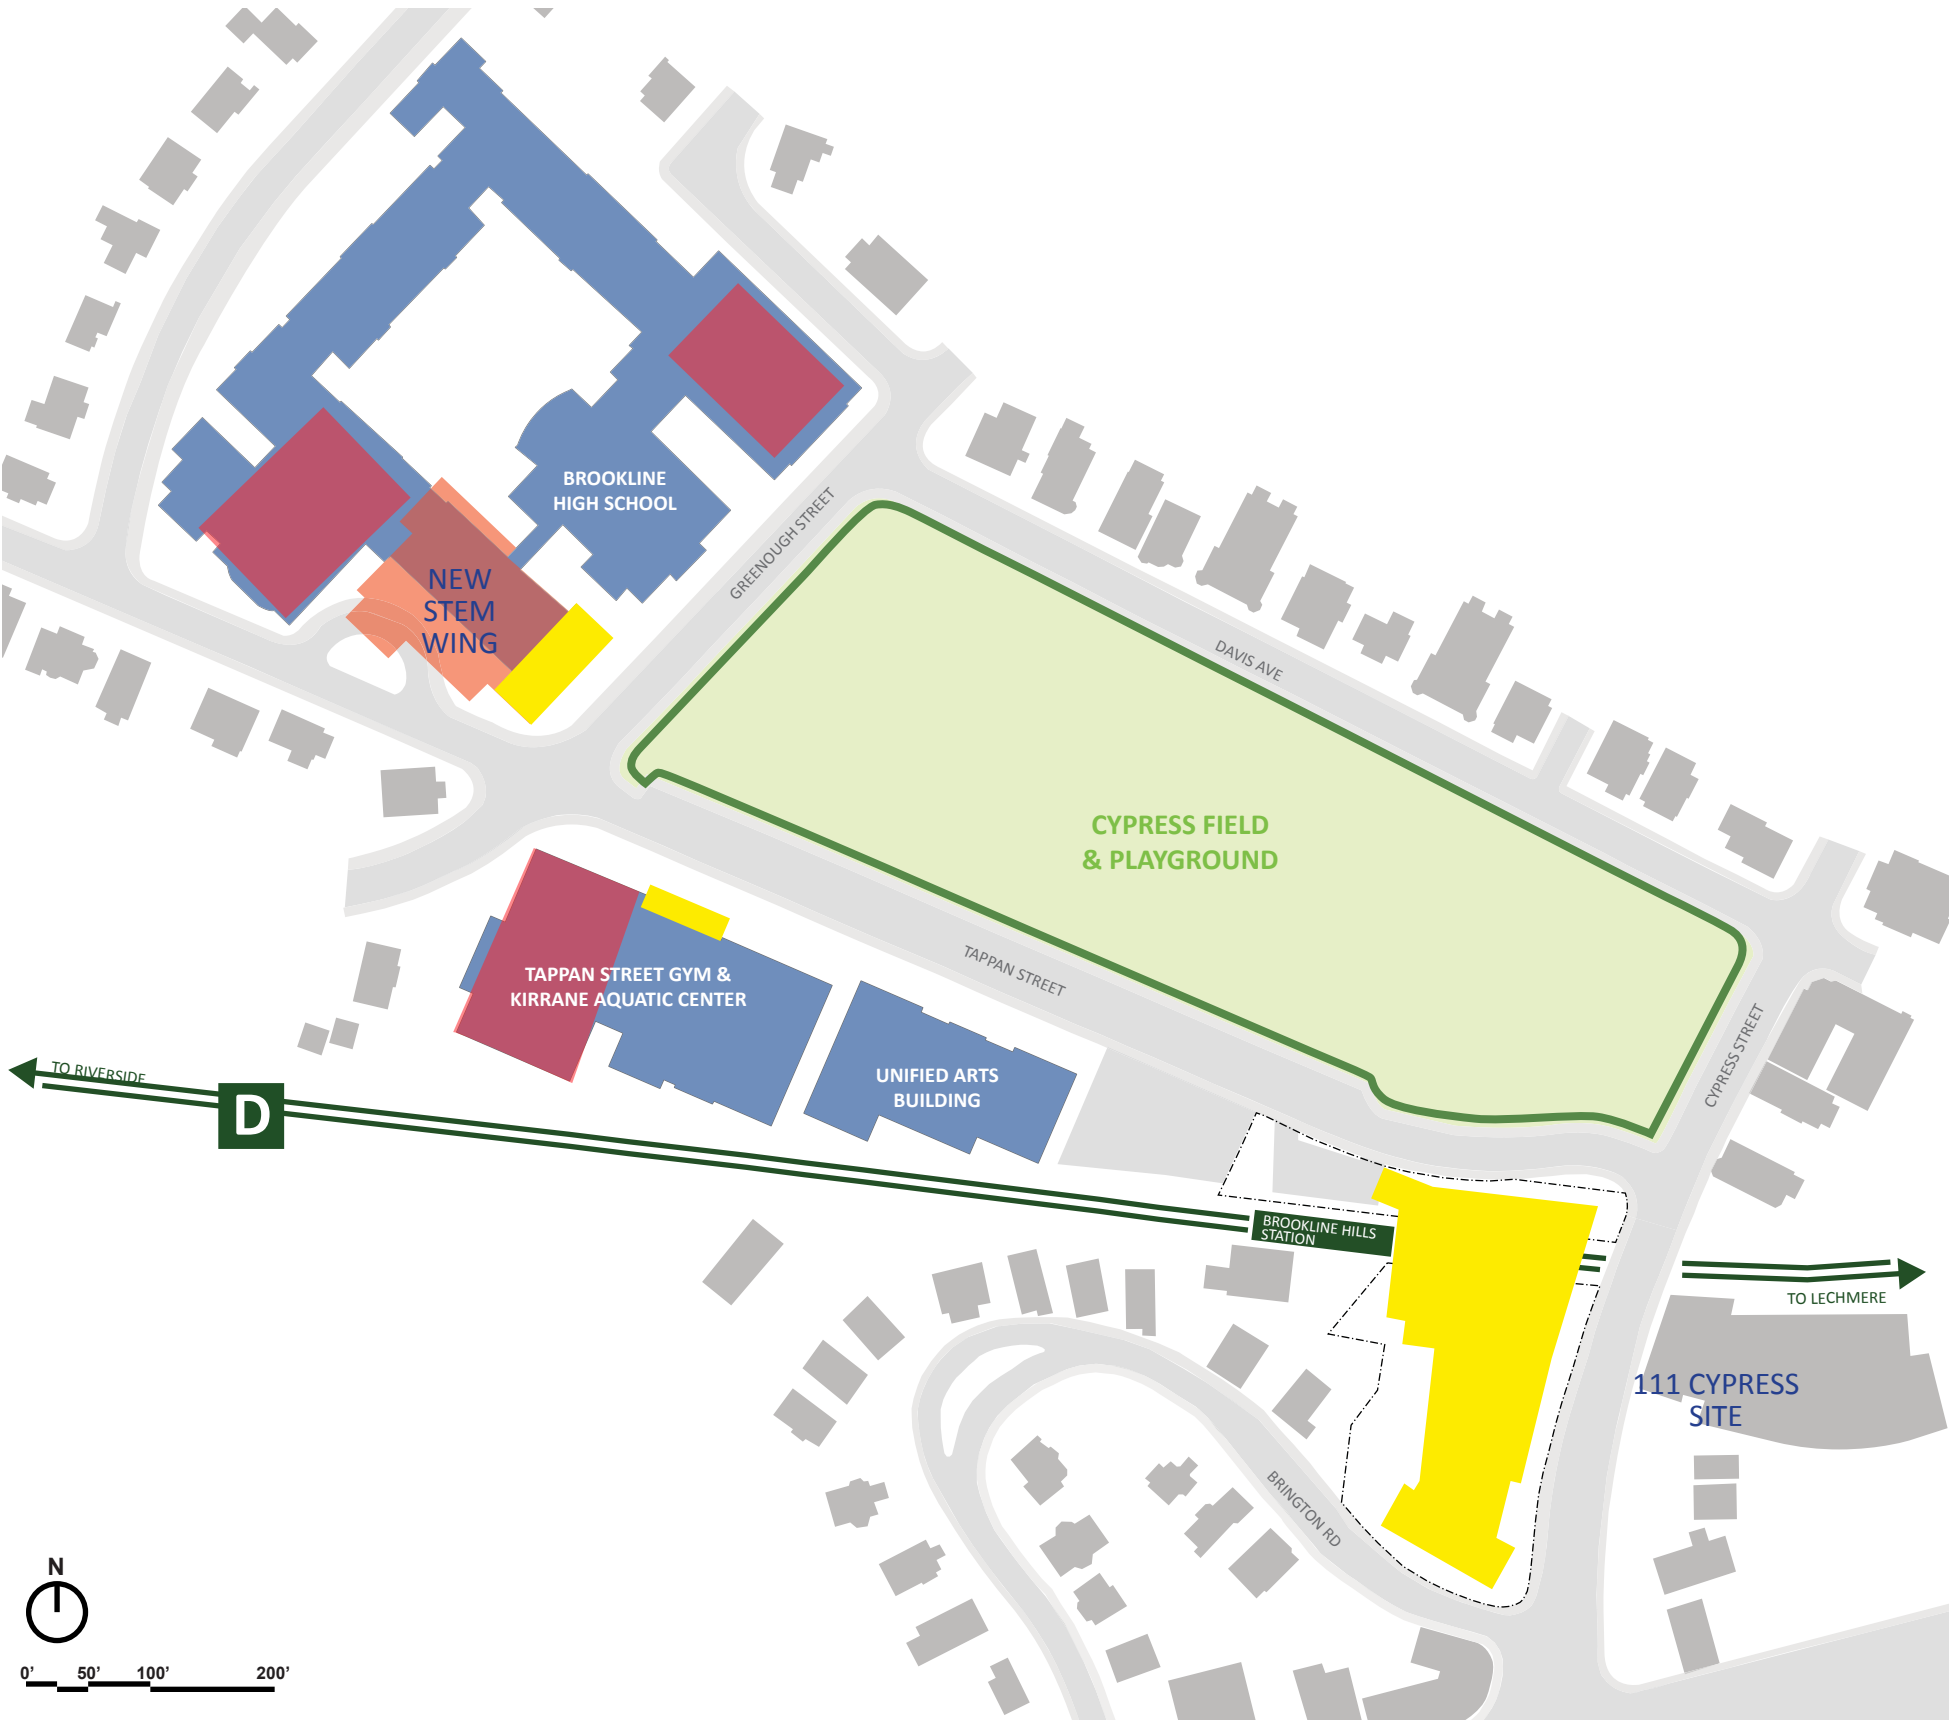 BROOKLINE
HIGH SCHOOL
GREENOUGH STREET
NEW
STEM
WING
DAVIS AVE
CYPRESS FIELD
& PLAYGROUND
TAPPAN STREET
TAPPAN STREET GYM &
KIRRANE AQUATIC CENTER
CYPRESS STREET
UNIFIED ARTS
BUILDING
TO RIVERSIDE
D
BROOKLINE HILLS
STATION
TO LECHMERE
111 CYPRESS
SITE
BRINGTON RD
N
0' 50' 100' 200'